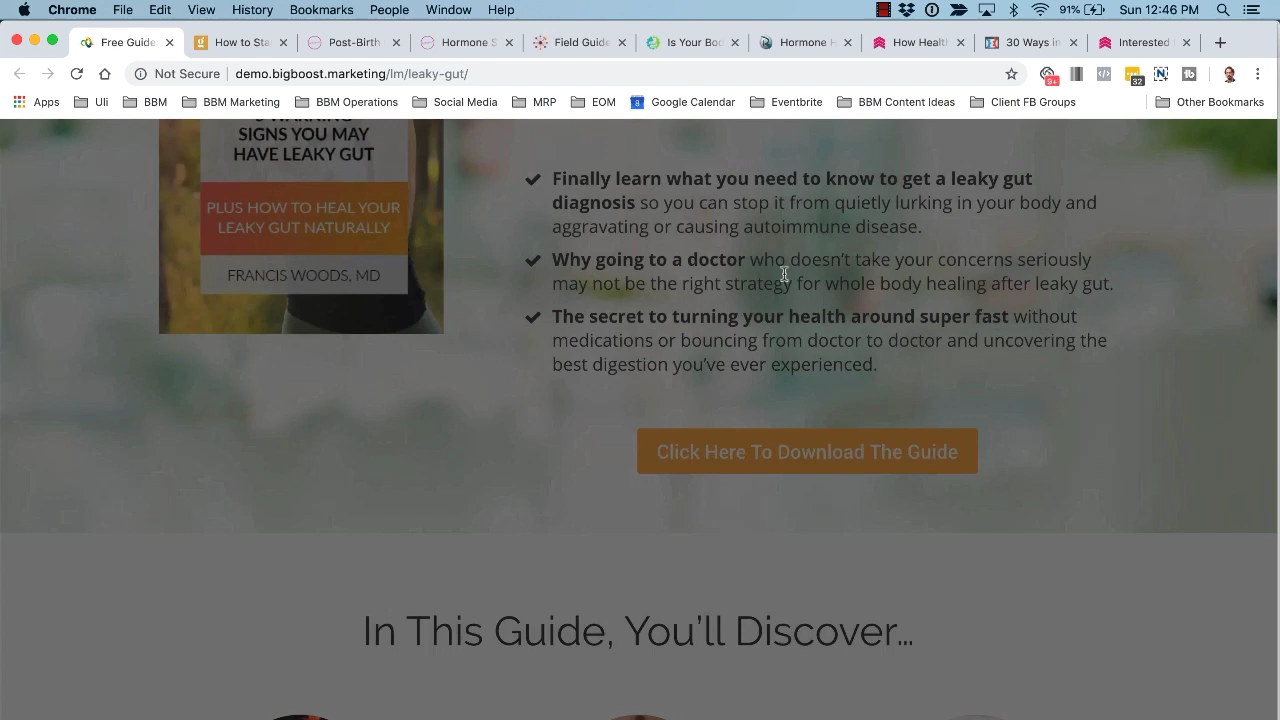 Chrome File Edit View History Bookmarks People Window Help 91% Sun 12:46 PM
Free Guide How to Sta Post-Birth Hormone S Field Guide Is Your Boo Hormone H How Healt 30 Ways in Interested
Not Secure demo.bigboost.marketing/lm/leaky-gut/ 9+ 32
Apps Uli BBM BBM Marketing BBM Operations Social Media MRP EOM 8 Google Calendar Eventbrite BBM Content Ideas Client FB Groups Other Bookmarks
SIGNS YOU MAY
HAVE LEAKY GUT
PLUS HOW TO HEAL YOUR
LEAKY GUT NATURALLY
FRANCIS WOODS, MD
Finally learn what you need to know to get a leaky gut
diagnosis so you can stop it from quietly lurking in your body and
aggravating or causing autoimmune disease.
Why going to a doctor who doesn't take your concerns seriously
may not be the right strategy for whole body healing after leaky gut.
The secret to turning your health around super fast without
medications or bouncing from doctor to doctor and uncovering the
best digestion you've ever experienced.
Click Here To Download The Guide
In This Guide, You'll Discover...